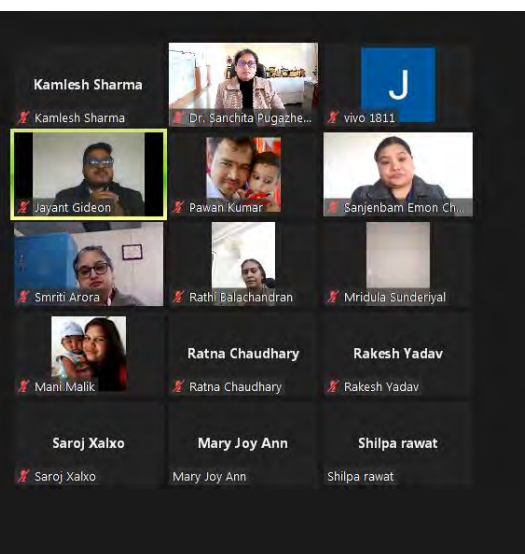 Kamlesh Sharma
Kamlesh Sharma
Dr. Sanchita Pugazhe...
J
vivo 1811
Jayant Gideon
Pawan Kumar
Sanjenbam Emon Ch...
Smriti Arora
Rathi Balachandran
Mridula Sunderiyal
Mani Malik
Ratna Chaudhary
Ratna Chaudhary
Rakesh Yadav
Rakesh Yadav
Saroj Xalxo
Saroj Xalxo
Mary Joy Ann
Mary Joy Ann
Shilpa rawat
Shilpa rawat